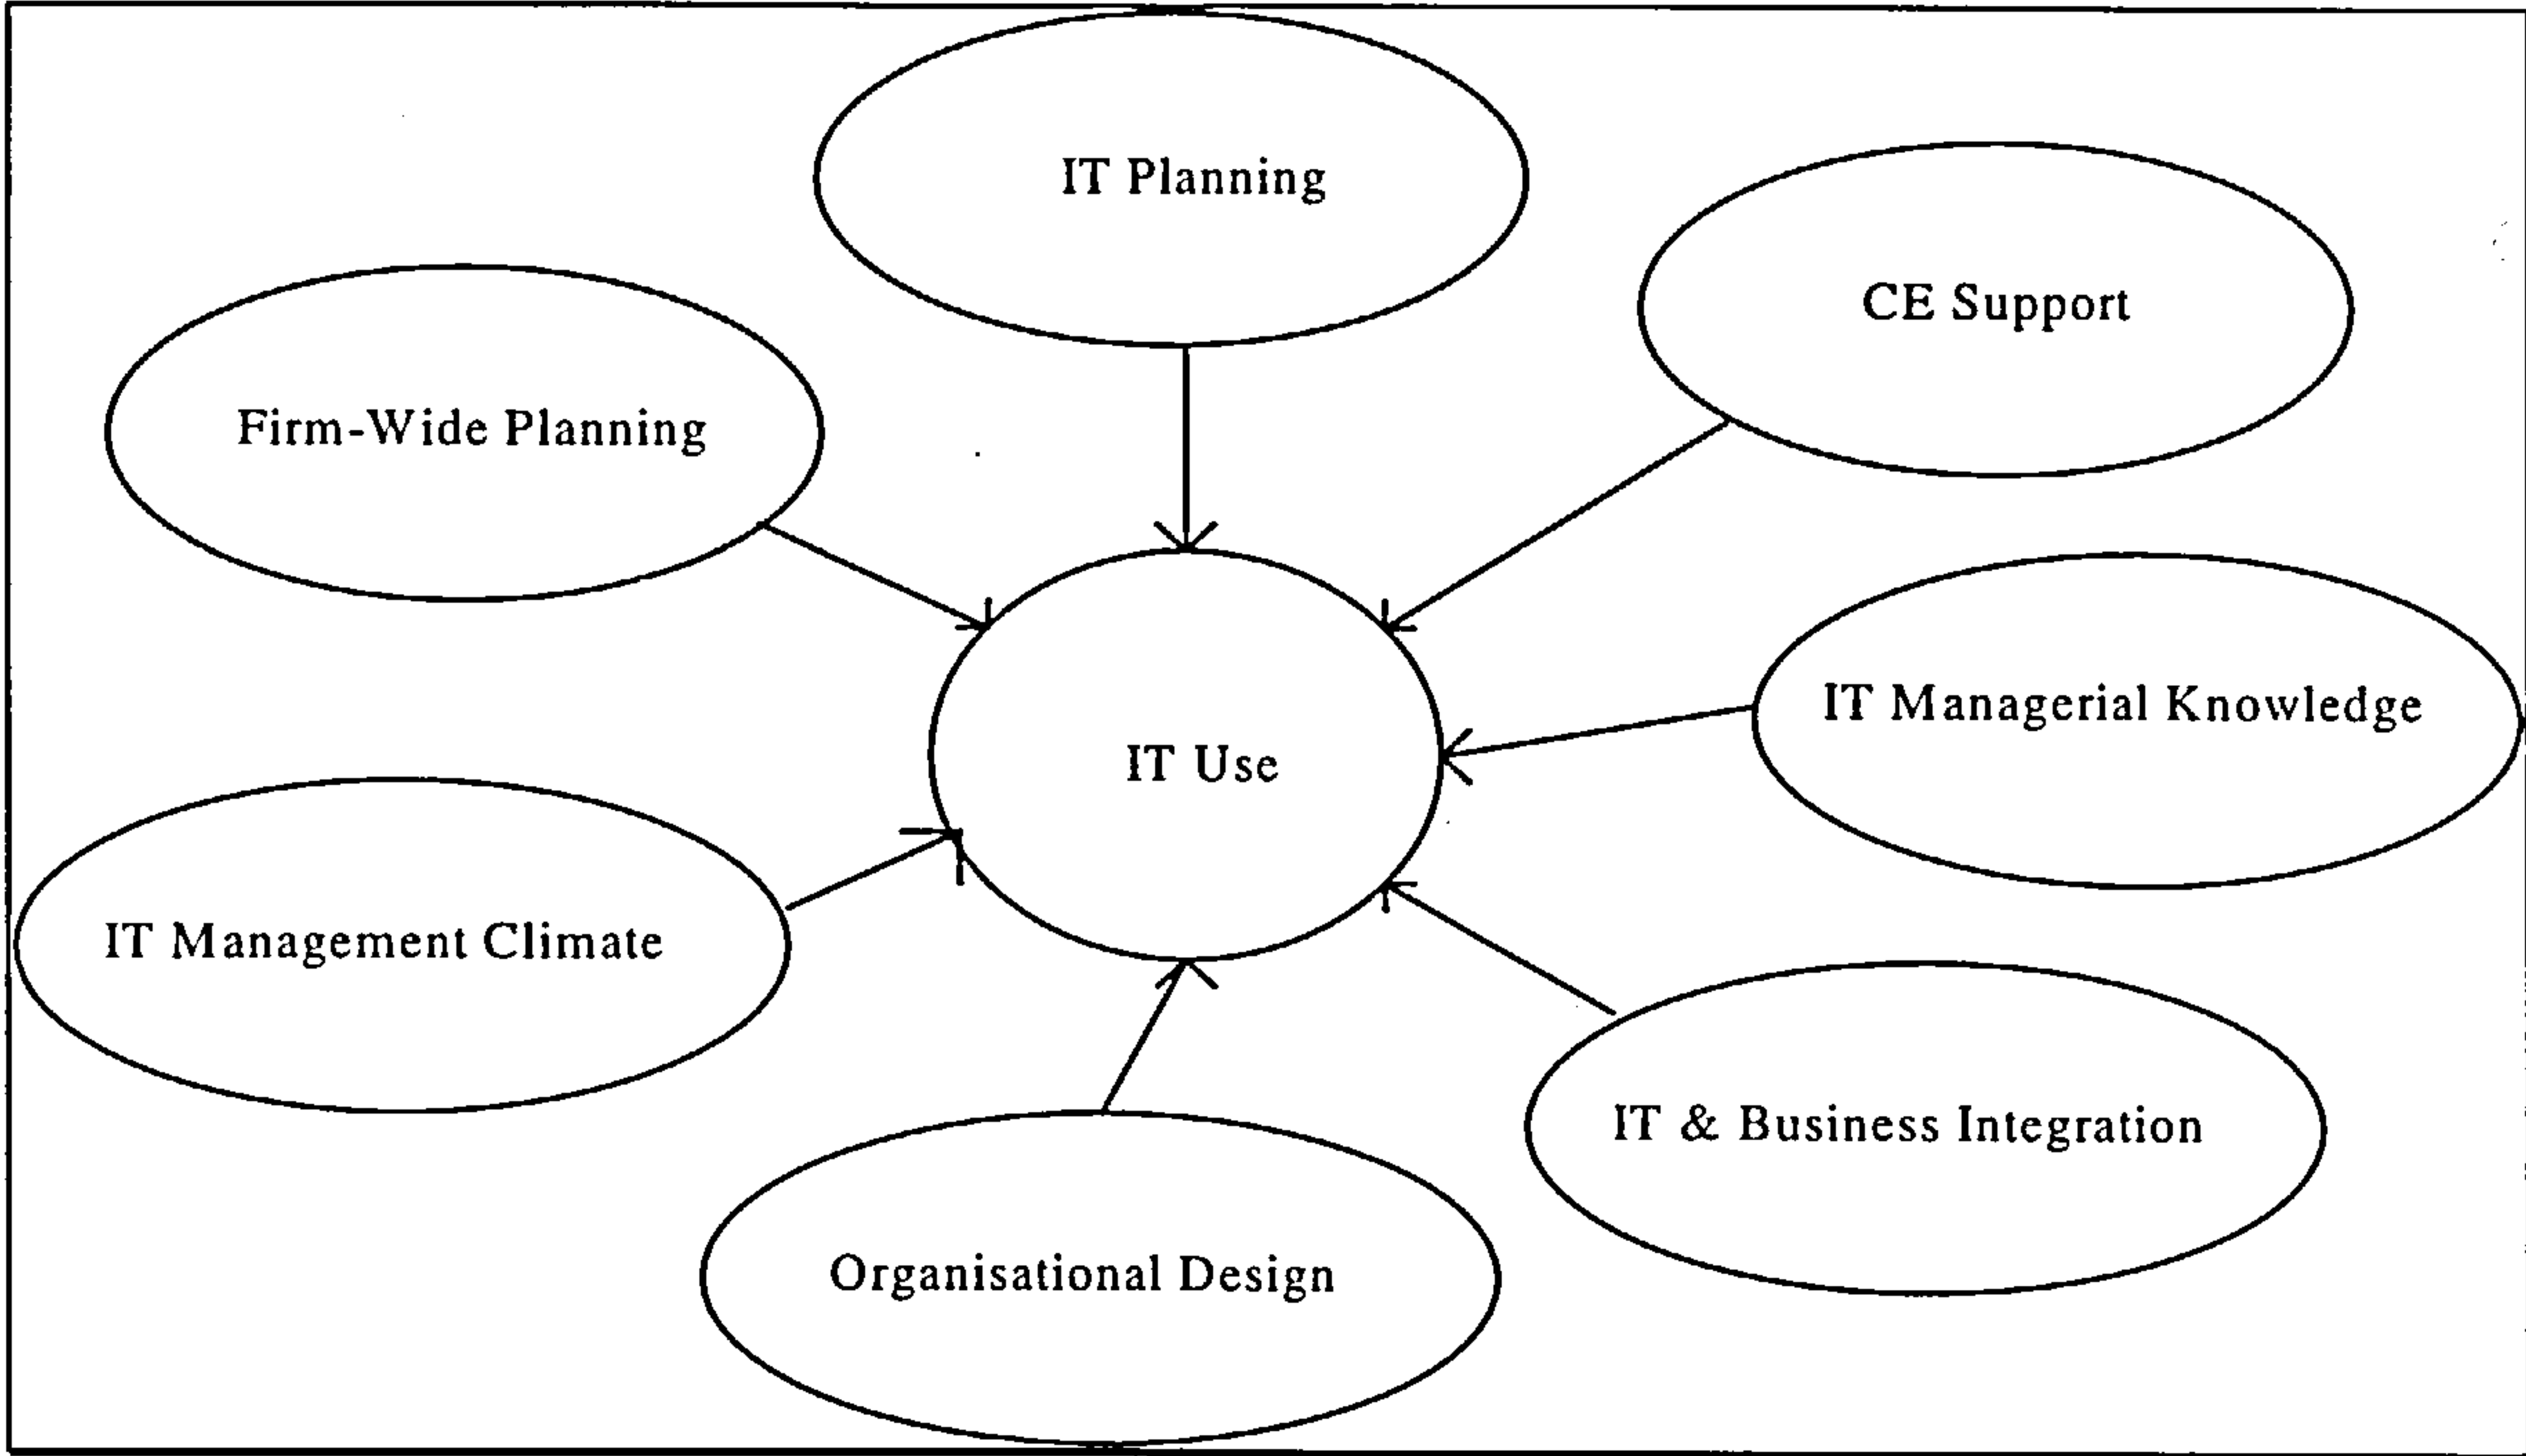 IT Planning
CE Support
Firm-Wide Planning
IT Managerial Knowledge
IT Use
IT Management Climate
IT & Business Integration
Organisational Design